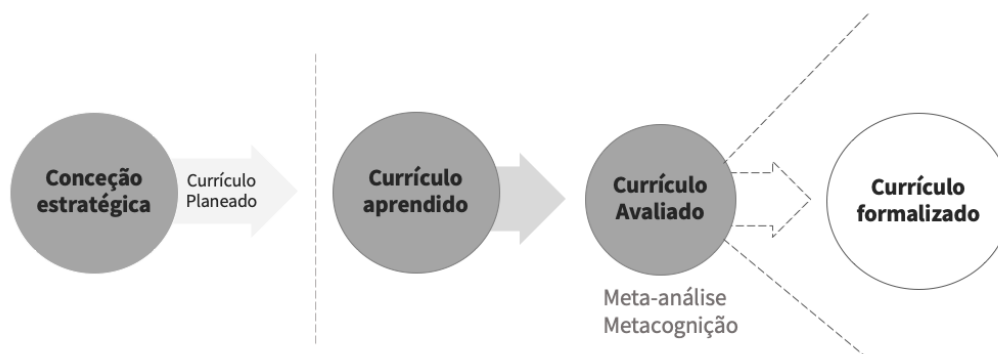 Conceção
estratégica
Currículo
Planeado
Currículo
aprendido
Currículo
Avaliado
Meta-análise
Metacognição
Currículo
formalizado